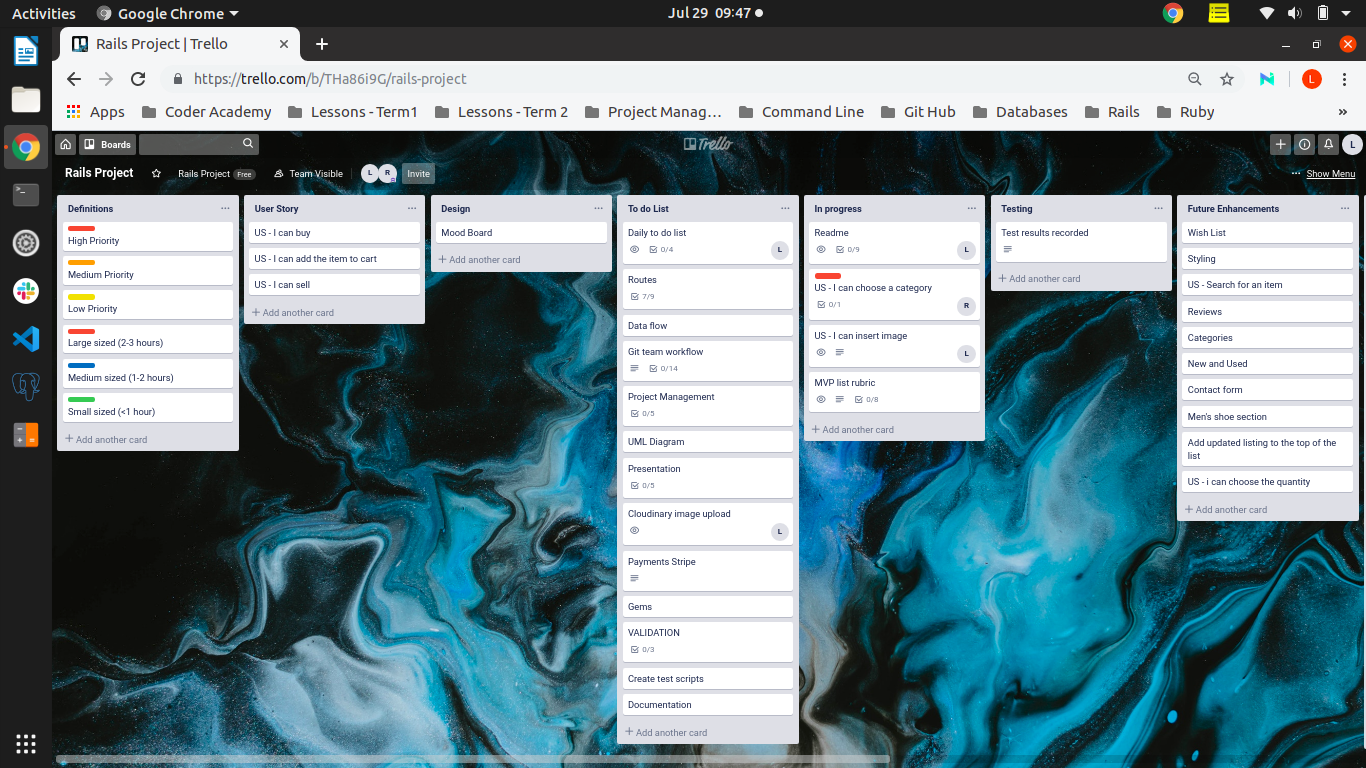 Activities
Google Chrome
Jul 29 09:47
Rails Project | Trello
https://trello.com/b/THa86i9G/rails-project
L
Apps
Coder Academy
Lessons - Term1
Lessons - Term 2
Project Manag…
Command Line
Git Hub
Databases
Rails
Ruby
»
Boards
Trello
L
Rails Project
Rails Project Free
Team Visible
L
R
Invite
Show Menu
Definitions
High Priority
Medium Priority
Low Priority
Large sized (2-3 hours)
Medium sized (1-2 hours)
Small sized (<1 hour)
+ Add another card
User Story
US - I can buy
US - I can add the item to cart
US - I can sell
+ Add another card
Design
Mood Board
+ Add another card
To do List
Daily to do list
0/4
L
Routes
7/9
Data flow
Git team workflow
0/14
Project Management
0/5
UML Diagram
Presentation
0/5
Cloudinary image upload
L
Payments Stripe
Gems
VALIDATION
0/3
Create test scripts
Documentation
+ Add another card
In progress
Readme
0/9
L
US - I can choose a category
0/1
R
US - I can insert image
L
MVP list rubric
0/8
+ Add another card
Testing
Test results recorded
+ Add another card
Future Enhancements
Wish List
Styling
US - Search for an item
Reviews
Categories
New and Used
Contact form
Men's shoe section
Add updated listing to the top of the
list
US - i can choose the quantity
+ Add another card